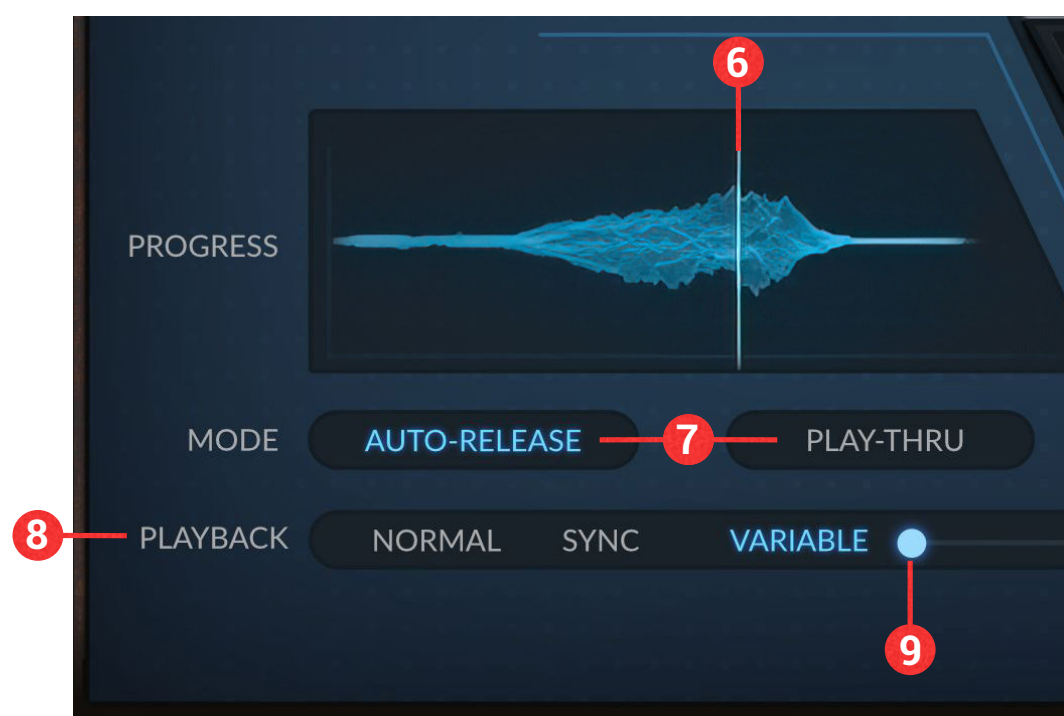 6
PROGRESS
MODE AUTO-RELEASE 7 PLAY-THRU
8 PLAYBACK NORMAL SYNC VARIABLE
9